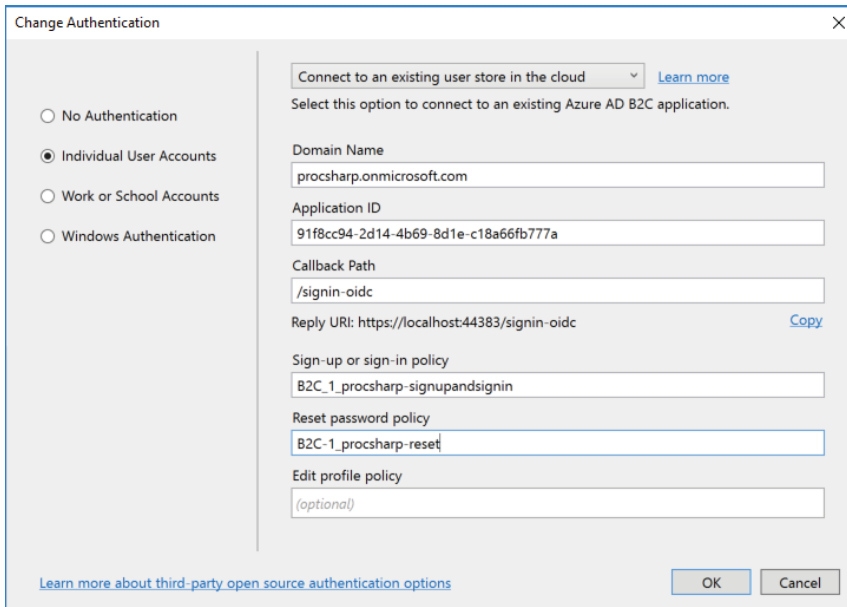 Change Authentication
No Authentication
Individual User Accounts
Work or School Accounts
Windows Authentication
Connect to an existing user store in the cloud
Learn more
Select this option to connect to an existing Azure AD B2C application.
Domain Name
procsharp.onmicrosoft.com
Application ID
91f8cc94-2d14-4b69-8d1e-c18a66fb777a
Callback Path
/signin-oidc
Reply URI: https://localhost:44383/signin-oidc
Copy
Sign-up or sign-in policy
B2C_1_procsharp-signupandsignin
Reset password policy
B2C-1_procsharp-reset
Edit profile policy
(optional)
Learn more about third-party open source authentication options
OK
Cancel